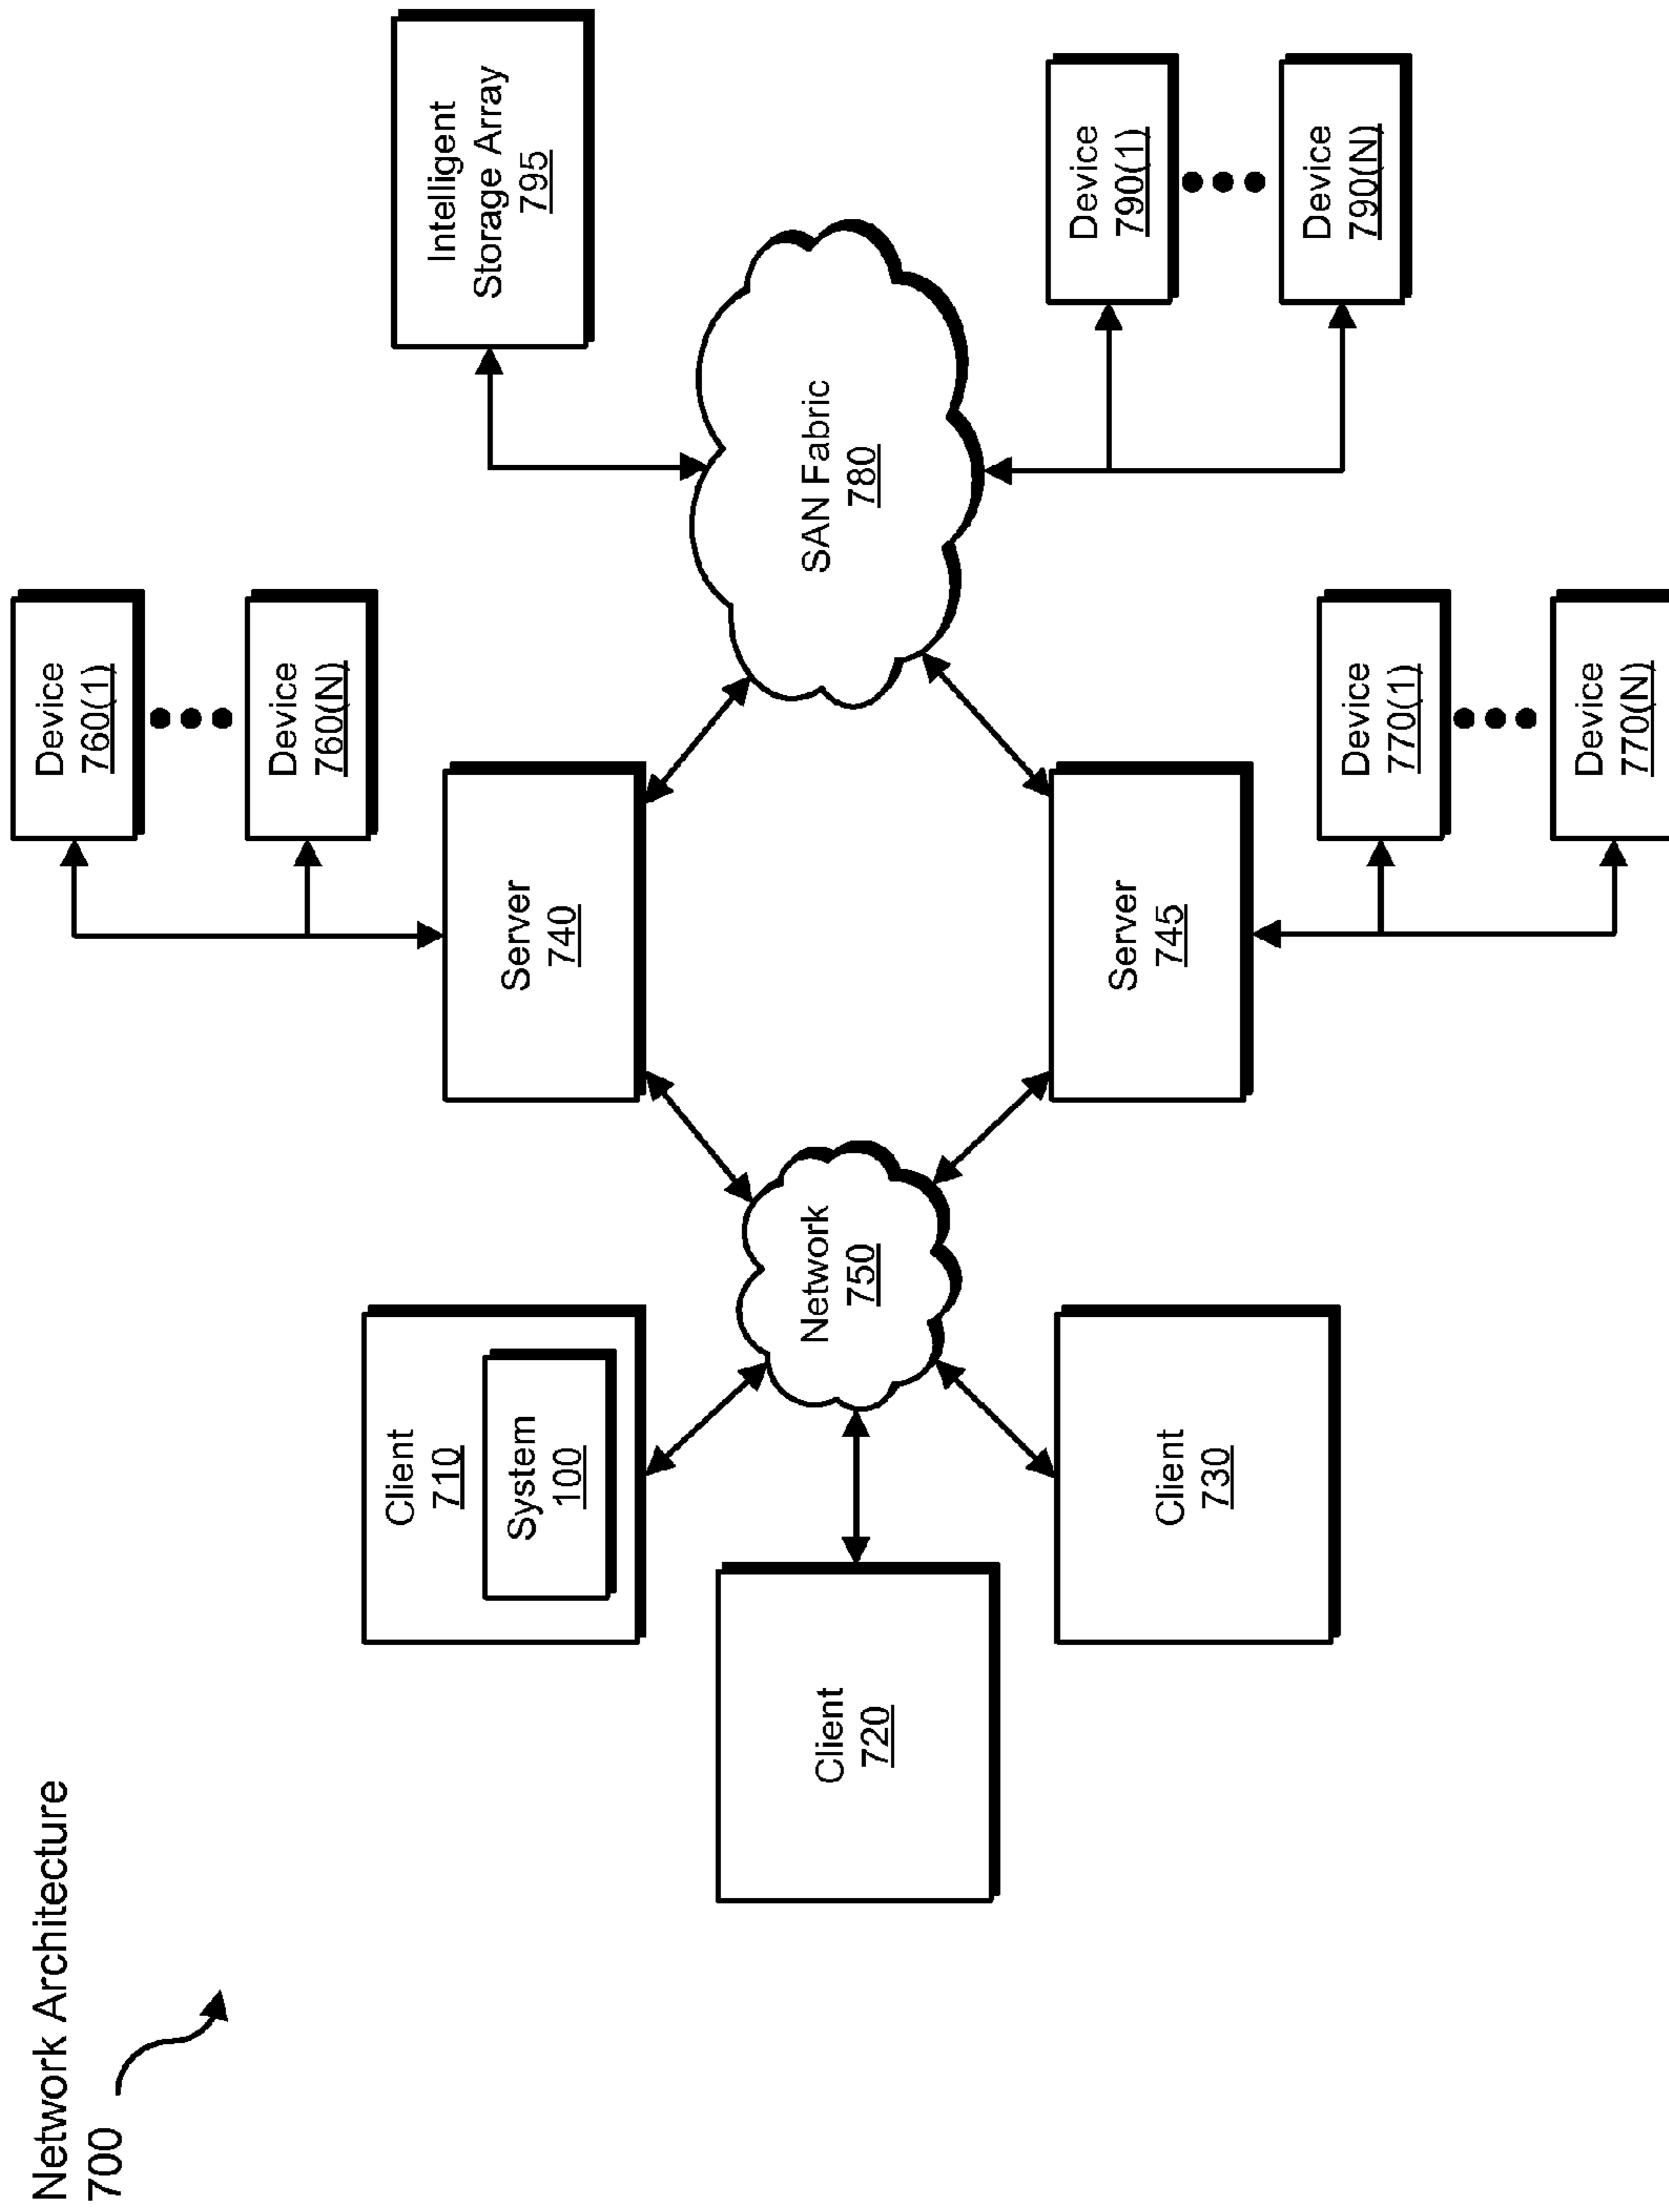 Network Architecture
700
Client
710
System
100
Client
720
Client
730
Network
750
Server
740
Server
745
Device
760(1)
Device
760(N)
Device
770(1)
Device
770(N)
SAN Fabric
780
Intelligent
Storage Array
795
Device
790(1)
Device
790(N)